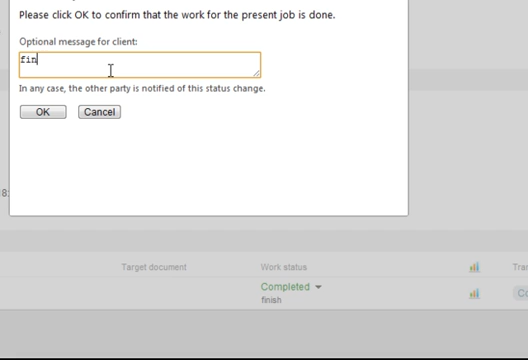 Please click OK to confirm that the work for the present job is done.
Optional message for client:
fin
In any case, the other party is notified of this status change.
OK Cancel
8:
Target document Work status Tra
Completed
finish